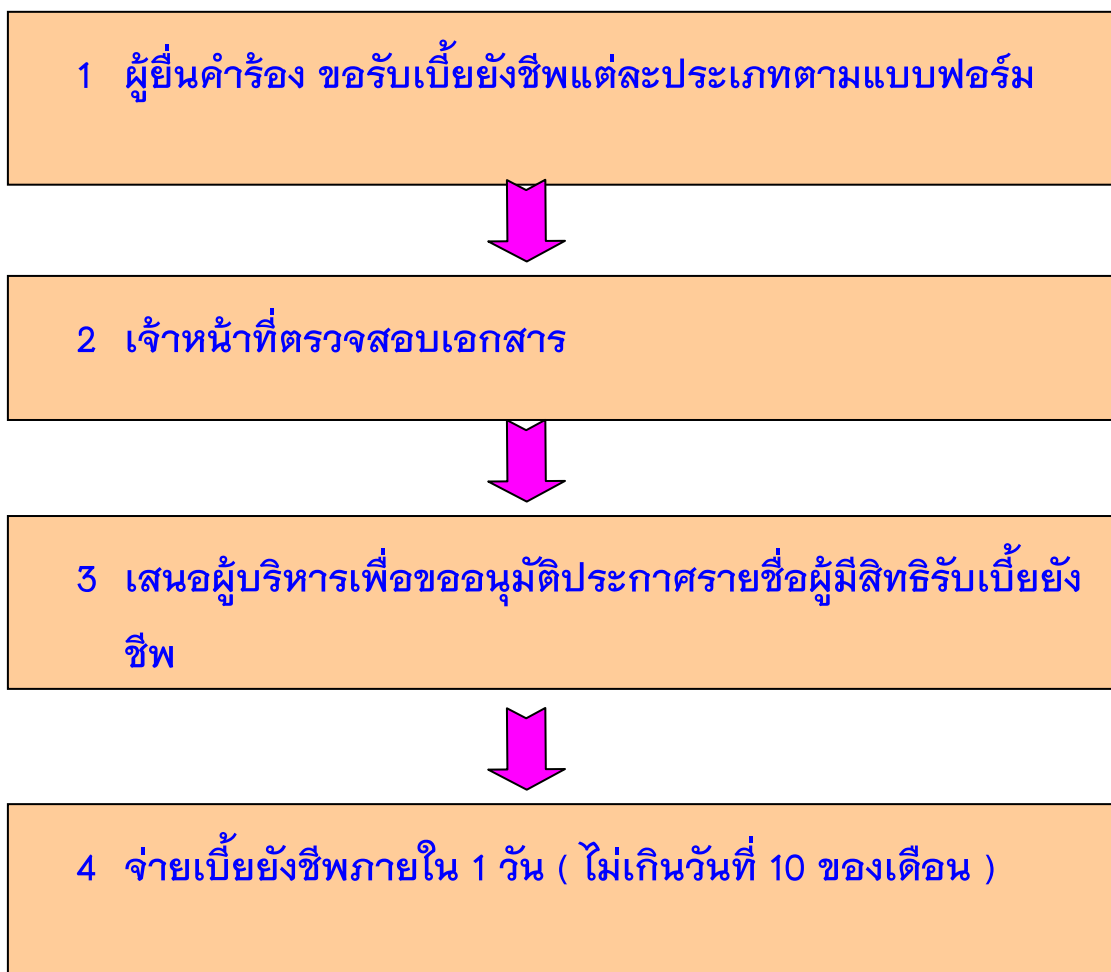 1 ผู้ยื่นคำร้อง ขอรับเบี้ยยังชีพแต่ละประเภทตามแบบฟอร์ม
2 เจ้าหน้าที่ตรวจสอบเอกสาร
3 เสนอผู้บริหารเพื่อขออนุมัติประกาศรายชื่อผู้มีสิทธิรับเบี้ยยัง
ชีพ
4 จ่ายเบี้ยยังชีพภายใน 1 วัน ( ไม่เกินวันที่ 10 ของเดือน )